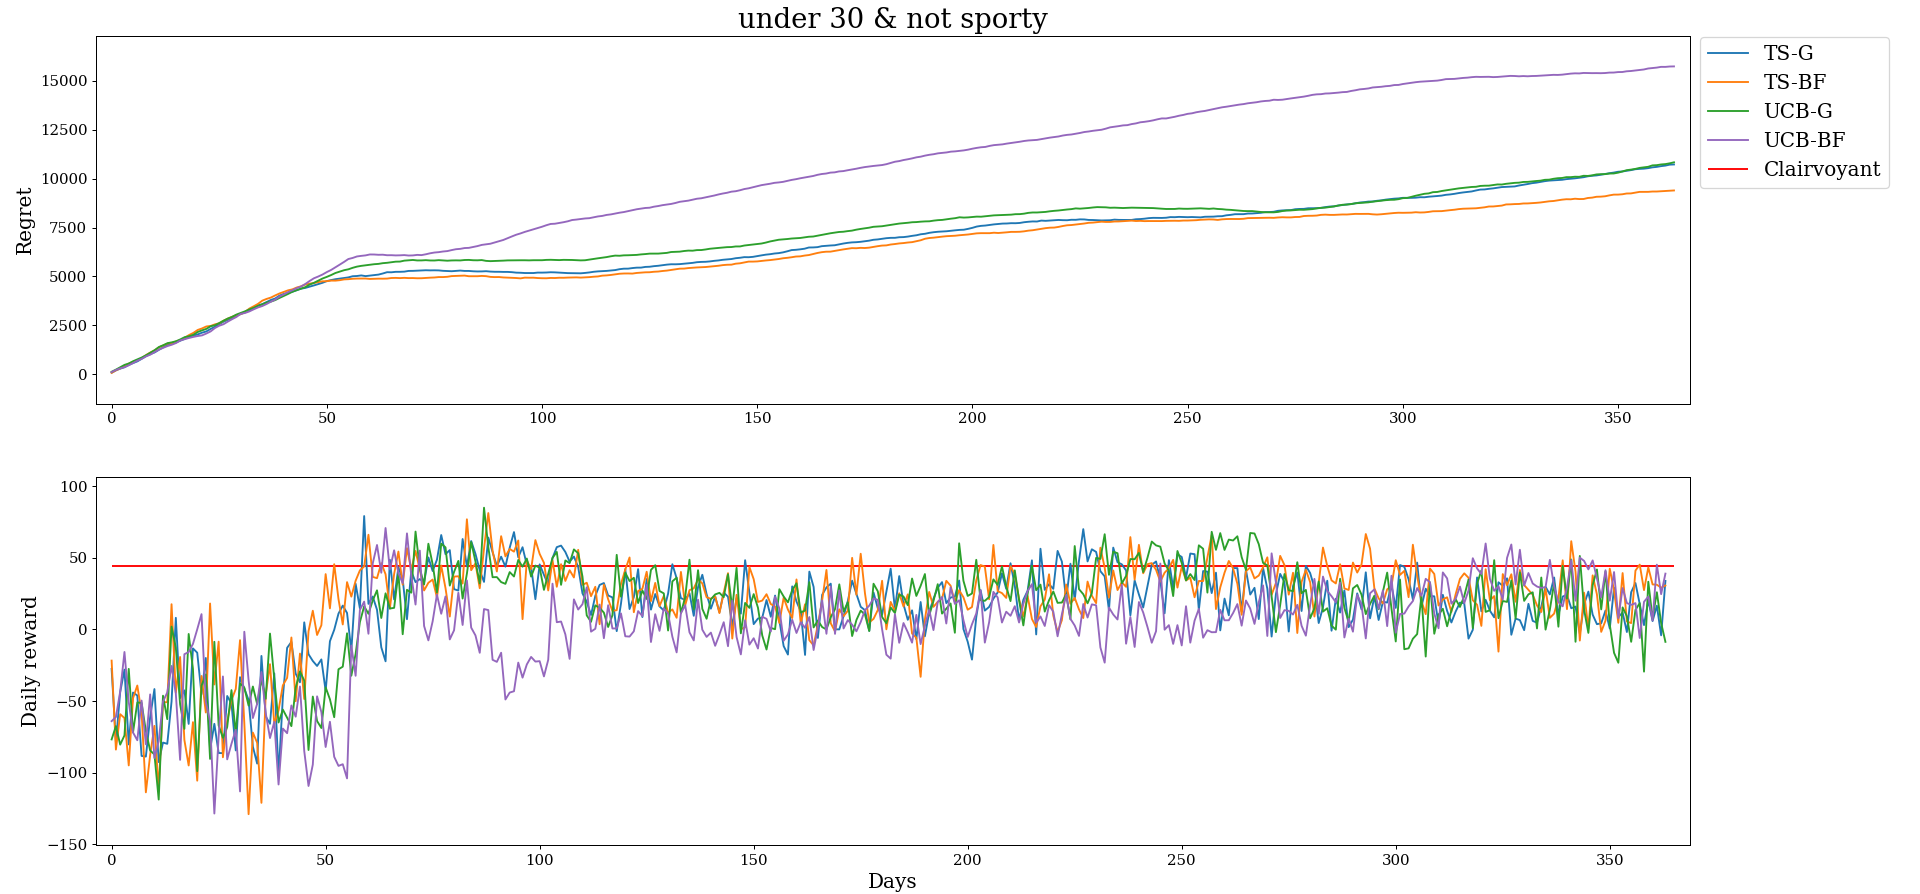 under 30 & not sporty
Regret
15000
12500
10000
7500
5000
2500
0
0 50 100 150 200 250 300 350
TS-G
TS-BF
UCB-G
UCB-BF
Clairvoyant
Daily reward
100
50
0
−50
−100
−150
0 50 100 150 200 250 300 350
Days